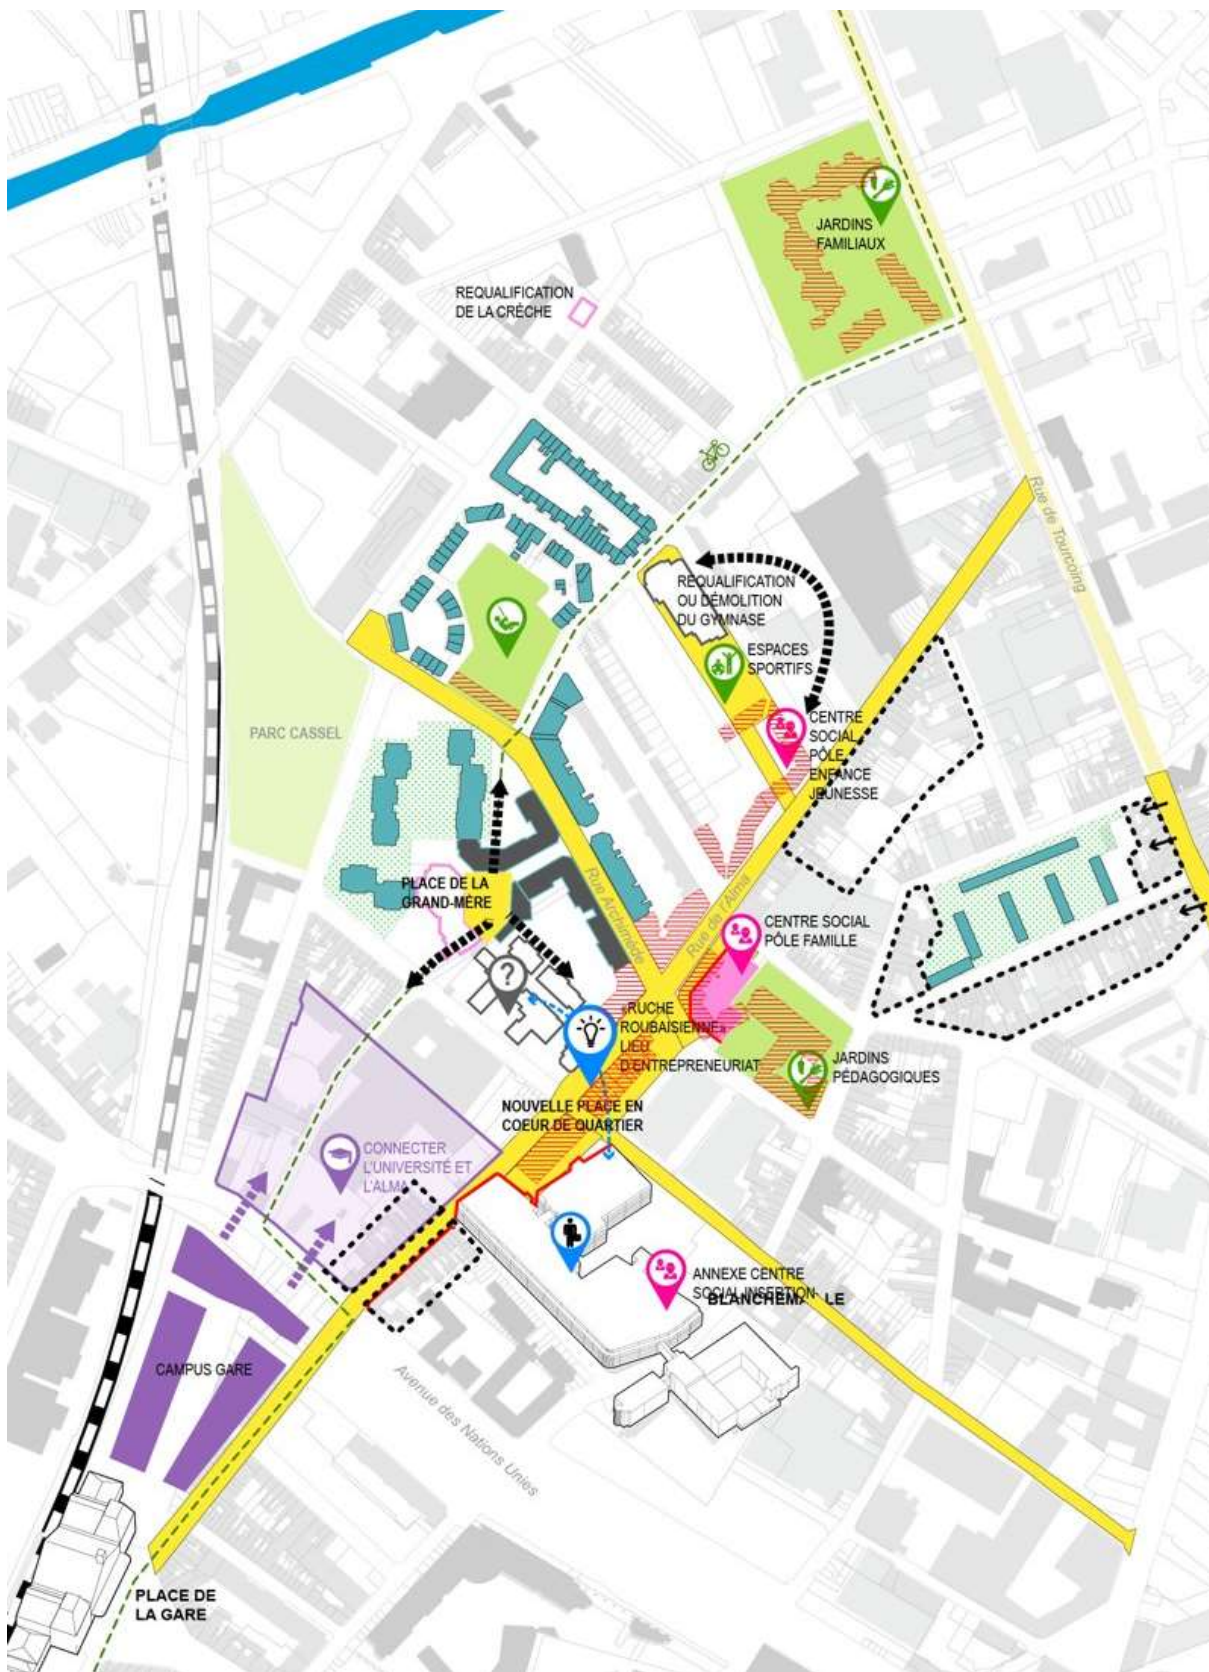 JARDINS
FAMILIAUX
REQUALIFICATION
DE LA CRÈCHE
Rue de Tourcoing
REQUALIFICATION
OU DÉMOLITION
DU GYMNASE
ESPACES
SPORTIFS
PARC CASSEL
CENTRE
SOCIAL
PÔLE
ENFANCE
JEUNESSE
PLACE DE LA
GRAND-MÈRE
Rue Archimède
Rue de l'Alma
CENTRE SOCIAL
PÔLE FAMILLE
?
«RUCHE
ROUBAISIENNE»
LIEU
D'ENTREPRENEURIAT
JARDINS
PÉDAGOGIQUES
NOUVELLE PLACE EN
COEUR DE QUARTIER
CONNECTER
L'UNIVERSITÉ ET
L'ALMA
ANNEXE CENTRE
SOCIAL INSERTION
BLANCHEMAILLE
CAMPUS GARE
Avenue des Nations Unies
PLACE DE
LA GARE